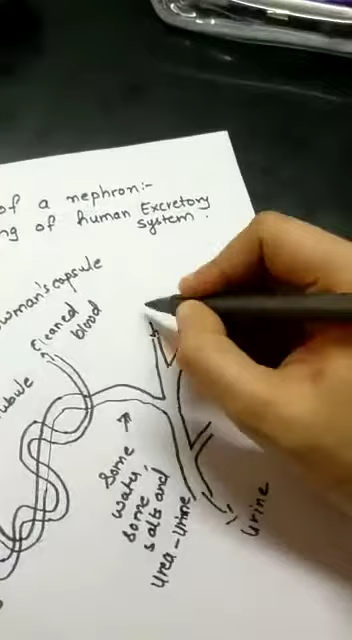 of a nephron:-
ng of human Excretory
system.
owman's capsule
cleaned
blood
tubule
some
water,
some
salts and
urea-urine
urine